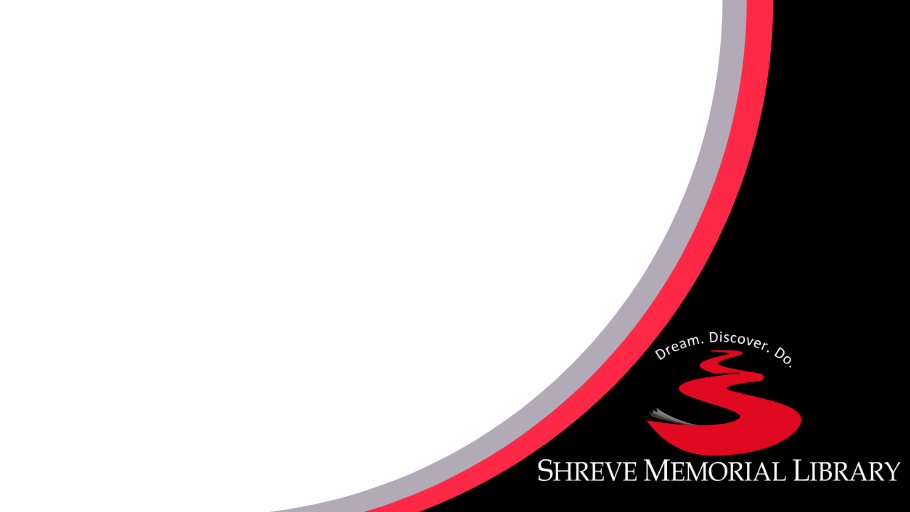 Dream. Discover. Do.
SHREVE MEMORIAL LIBRARY